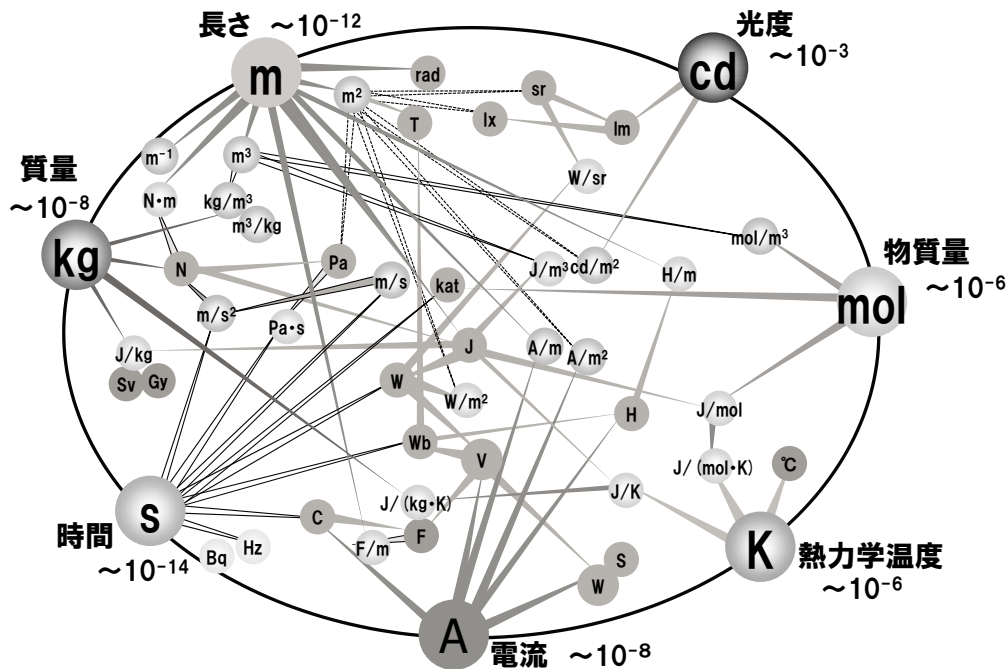 長さ ～10⁻¹²
光度
～10⁻³
m
cd
rad
m²
sr
T
lx
lm
m⁻¹
m³
W/sr
質量
～10⁻⁸
N・m
kg/m³
m³/kg
mol/m³
kg
N
Pa
m/s
kat
J/m³
cd/m²
H/m
物質量
～10⁻⁶
mol
m/s²
Pa・s
J/kg
Sv
Gy
J
A/m
A/m²
W
W/m²
H
J/mol
Wb
V
J/(mol・K)
℃
s
時間
～10⁻¹⁴
C
J/(kg・K)
J/K
F
F/m
Bq
Hz
K
熱力学温度
～10⁻⁶
S
W
A
電流 ～10⁻⁸